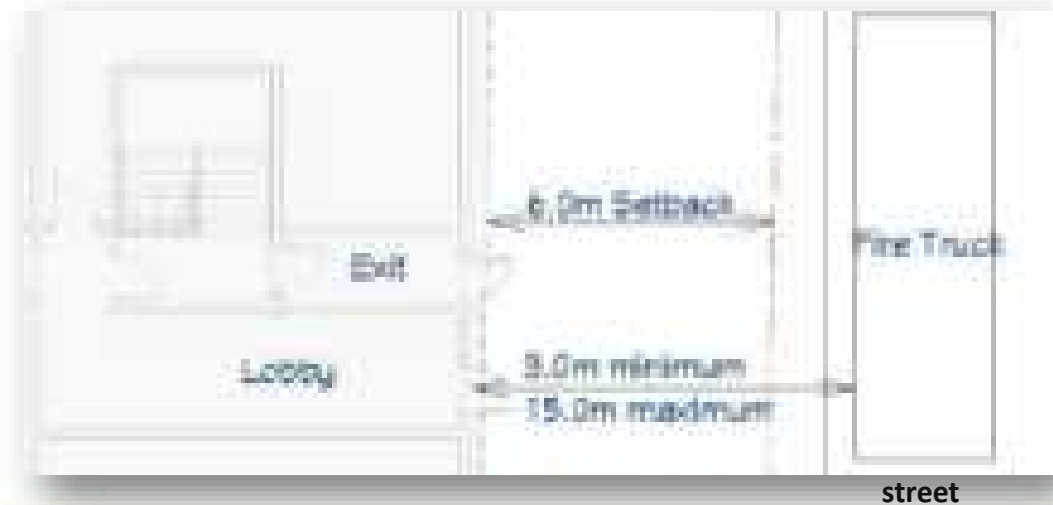 6.0m Setback
Fire Truck
Exit
3.0m minimum
Lobby
15.0m maximum
street